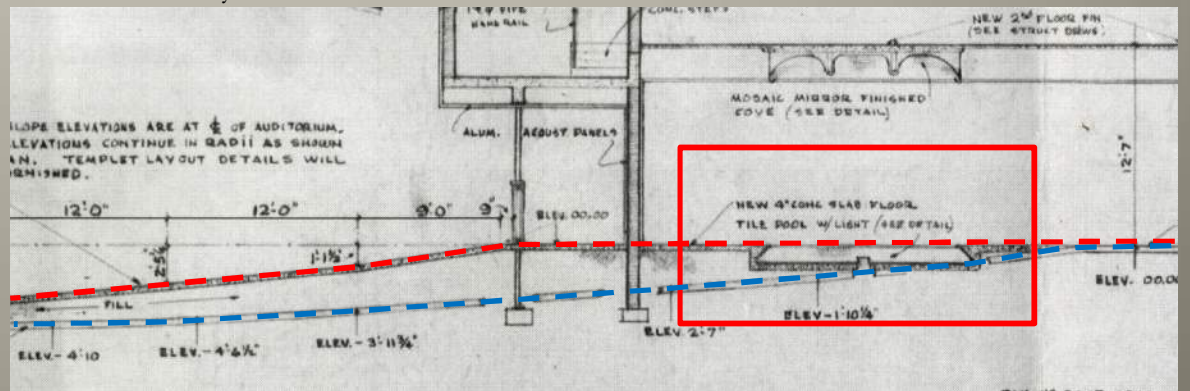 HAND RAIL
CONC. STEPS
NEW 2ND FLOOR FIN
(SEE STRUCT DRWS)
MOSAIC MIRROR FINISHED
COVE (SEE DETAIL)
SLOPE ELEVATIONS ARE AT ℄ OF AUDITORIUM.
ELEVATIONS CONTINUE IN RADII AS SHOWN
AN. TEMPLET LAYOUT DETAILS WILL
ALUM.
ACOUST PANELS
12'-7"
12'-0"
12'-0"
9'-0"
9"
ELEV. 00.00
NEW 4" CONC SLAB FLOOR
TILE POOL W/LIGHT (SEE DETAIL)
1'-1½"
FILL
ELEV. 00.00
ELEV.- 4'-10
ELEV.- 4'-6½"
ELEV.- 3'-11¾"
ELEV. 2'-7"
ELEV-1'-10¼"